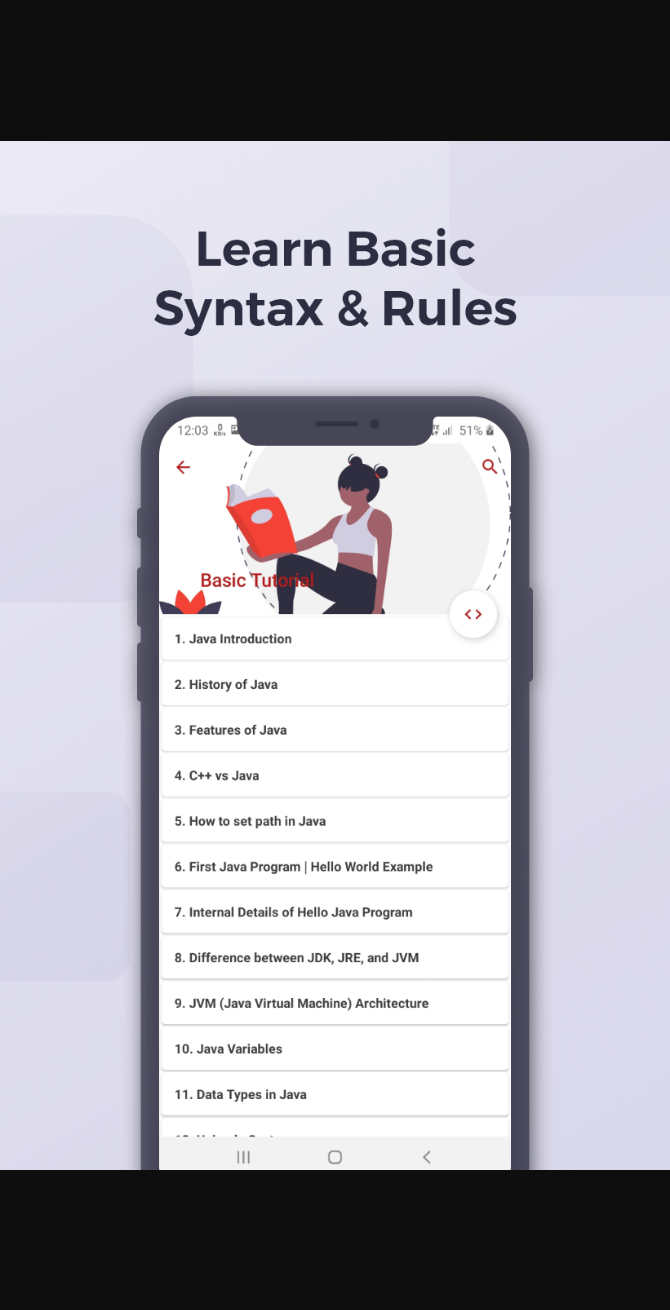 Learn Basic
Syntax & Rules
12:03
0
KB/s
51%
Basic Tutorial
1. Java Introduction
2. History of Java
3. Features of Java
4. C++ vs Java
5. How to set path in Java
6. First Java Program | Hello World Example
7. Internal Details of Hello Java Program
8. Difference between JDK, JRE, and JVM
9. JVM (Java Virtual Machine) Architecture
10. Java Variables
11. Data Types in Java